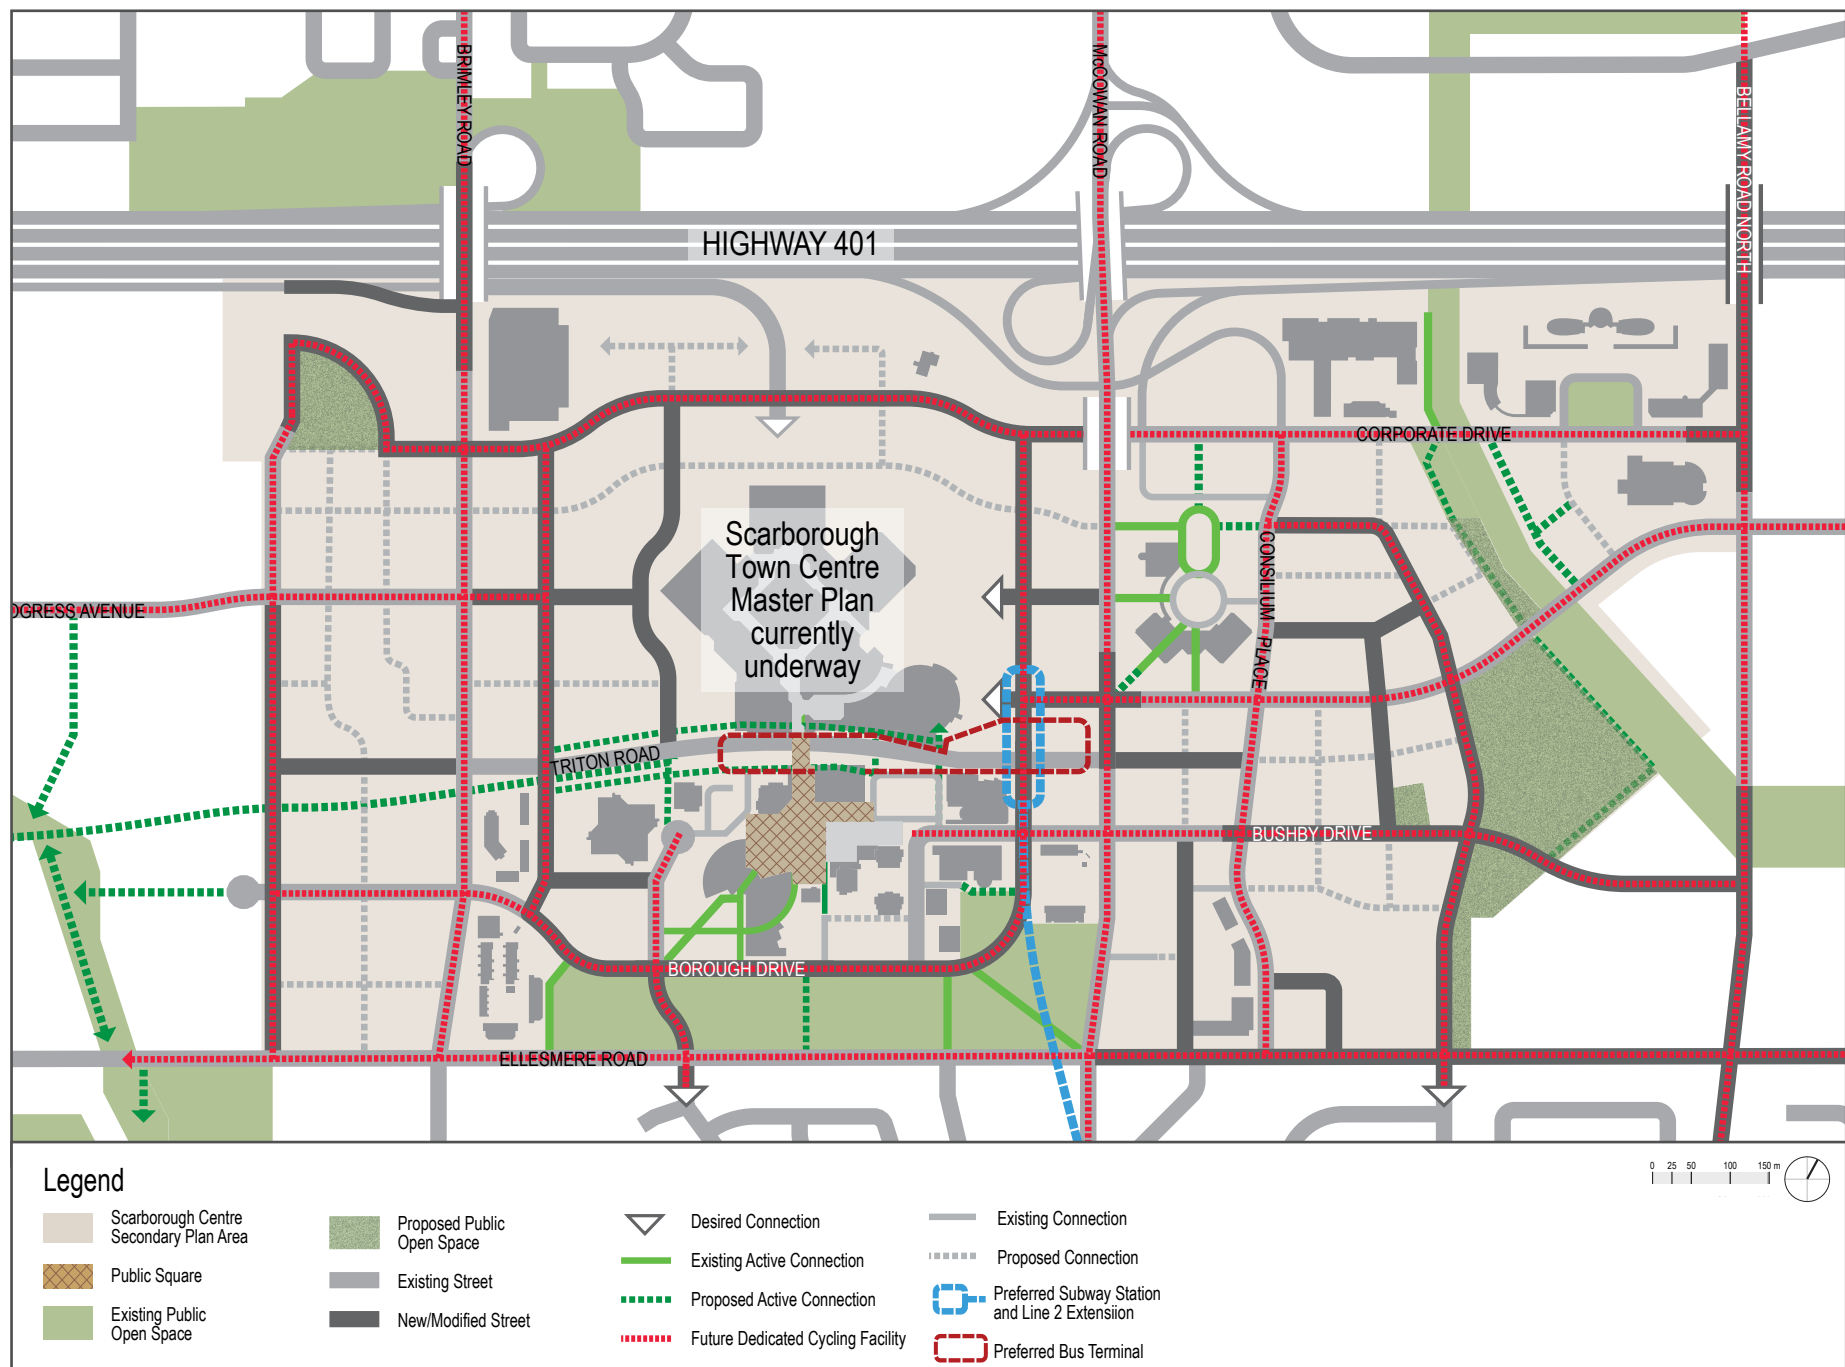 BRIMLEY ROAD
McCOWAN ROAD
BELLAMY ROAD NORTH
HIGHWAY 401
CORPORATE DRIVE
Scarborough
Town Centre
Master Plan
currently
underway
CONSILIUM PLACE
OGRESS AVENUE
TRITON ROAD
BUSHBY DRIVE
BOROUGH DRIVE
ELLESMERE ROAD
Legend
Scarborough Centre
Secondary Plan Area
Public Square
Existing Public
Open Space
Proposed Public
Open Space
Existing Street
New/Modified Street
Desired Connection
Existing Active Connection
Proposed Active Connection
Future Dedicated Cycling Facility
Existing Connection
Proposed Connection
Preferred Subway Station
and Line 2 Extensiion
Preferred Bus Terminal
0 25 50 100 150 m